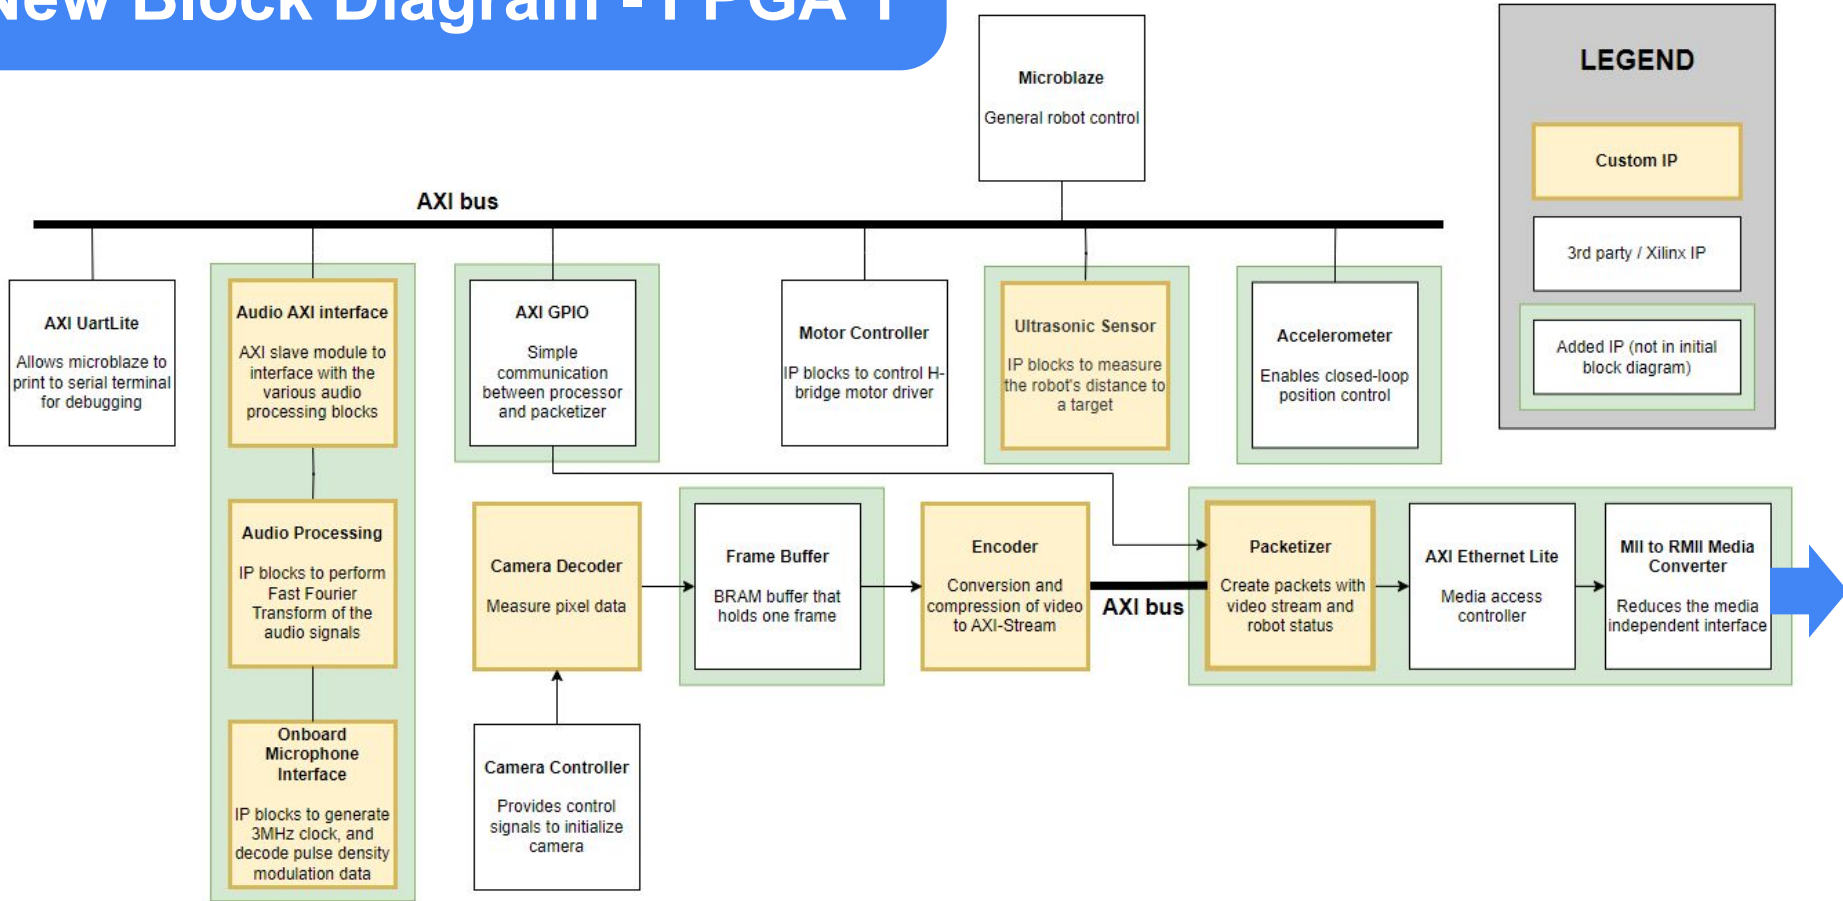 New Block Diagram - FPGA 1
Microblaze
General robot control
LEGEND
Custom IP
3rd party / Xilinx IP
Added IP (not in initial
block diagram)
AXI bus
AXI UartLite
Allows microblaze to
print to serial terminal
for debugging
Audio AXI interface
AXI slave module to
interface with the
various audio
processing blocks
AXI GPIO
Simple
communication
between processor
and packetizer
Motor Controller
IP blocks to control H-
bridge motor driver
Ultrasonic Sensor
IP blocks to measure
the robot's distance to
a target
Accelerometer
Enables closed-loop
position control
Audio Processing
IP blocks to perform
Fast Fourier
Transform of the
audio signals
Camera Decoder
Measure pixel data
Frame Buffer
BRAM buffer that
holds one frame
Encoder
Conversion and
compression of video
to AXI-Stream
AXI bus
Packetizer
Create packets with
video stream and
robot status
AXI Ethernet Lite
Media access
controller
MII to RMII Media
Converter
Reduces the media
independent interface
Onboard
Microphone
Interface
IP blocks to generate
3MHz clock, and
decode pulse density
modulation data
Camera Controller
Provides control
signals to initialize
camera